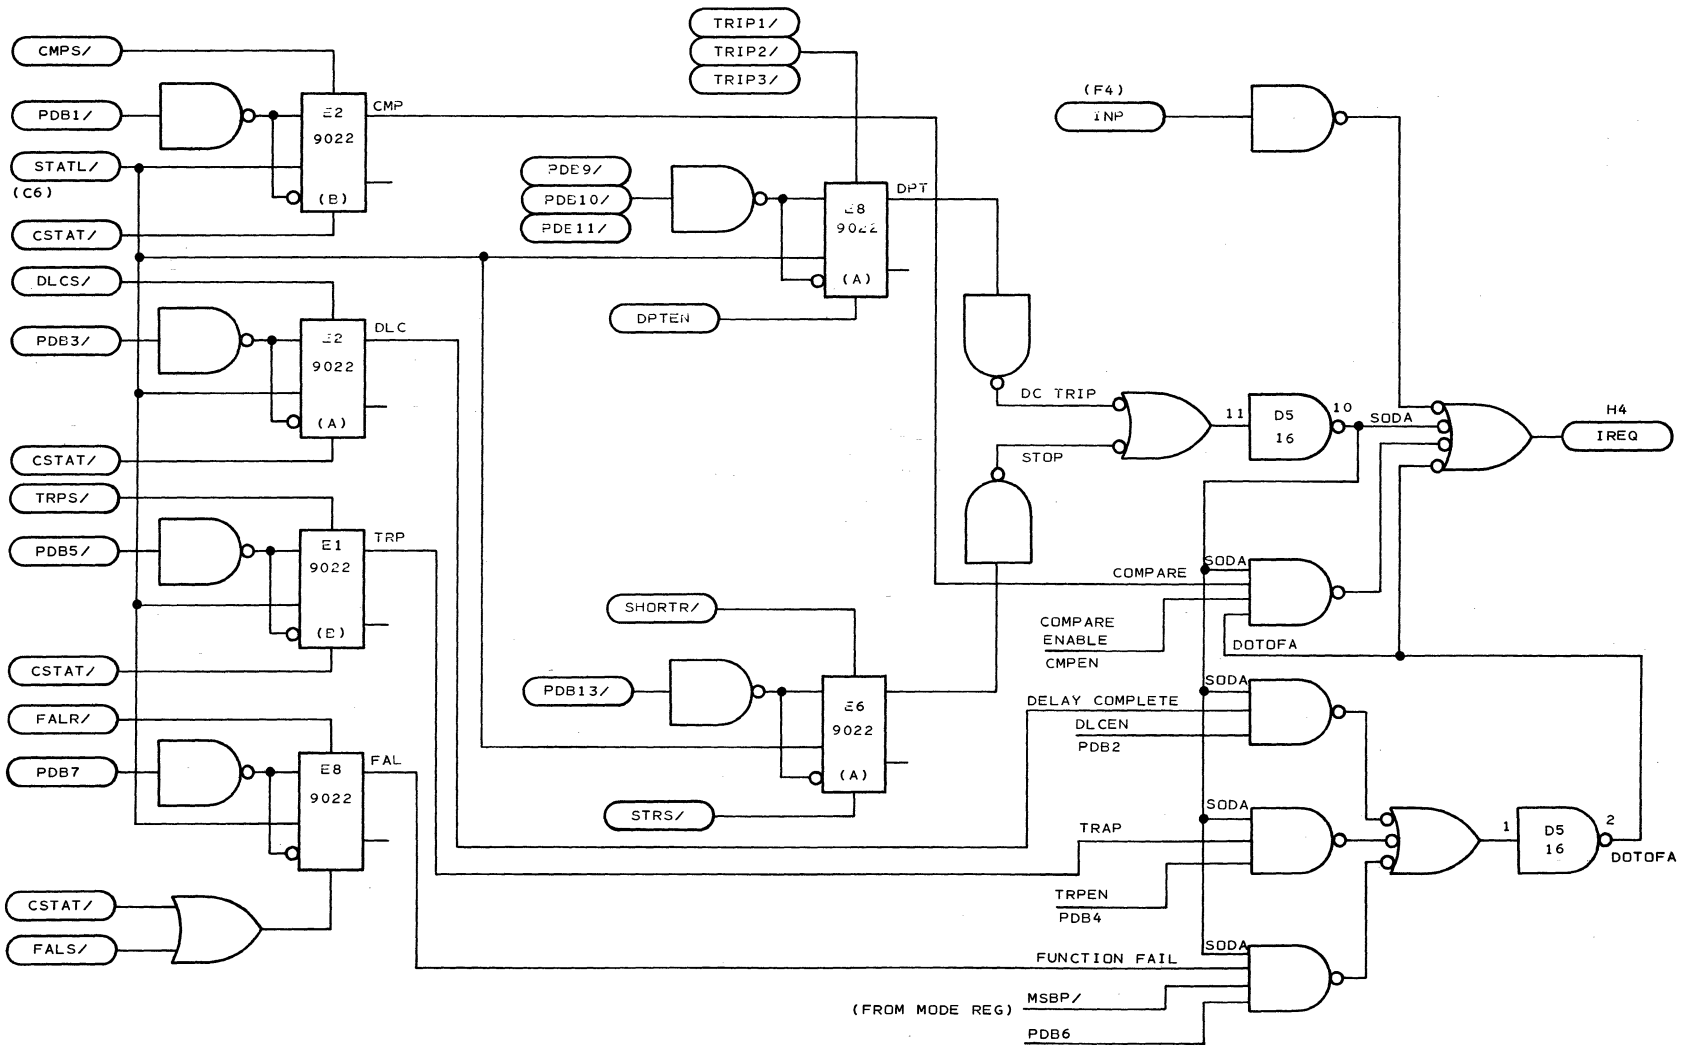 TRIP1/
TRIP2/
TRIP3/
CMPS/
PDB1/
E2
9022
(B)
CMP
STATL/
(C6)
CSTAT/
(F4)
INP
PDB10/
E8
9022
(A)
DPT
DPTEN
DLCS/
PDB3/
E2
9022
(A)
DLC
CSTAT/
DC TRIP
STOP
11
D5
16
10
SODA
H4
IREQ
TRPS/
PDB5/
E1
9022
TRP
CSTAT/
SODA
COMPARE
COMPARE
ENABLE
CMPEN
DOTOFA
SHORTR/
PDB13/
E6
9022
(A)
STRS/
FALR/
PDB7
E8
9022
FAL
CSTAT/
FALS/
SODA
DELAY COMPLETE
DLCEN
PDB2
SODA
TRAP
TRPEN
PDB4
1
D5
16
2
DOTOFA
SODA
FUNCTION FAIL
(FROM MODE REG)
MSBP/
PDB6